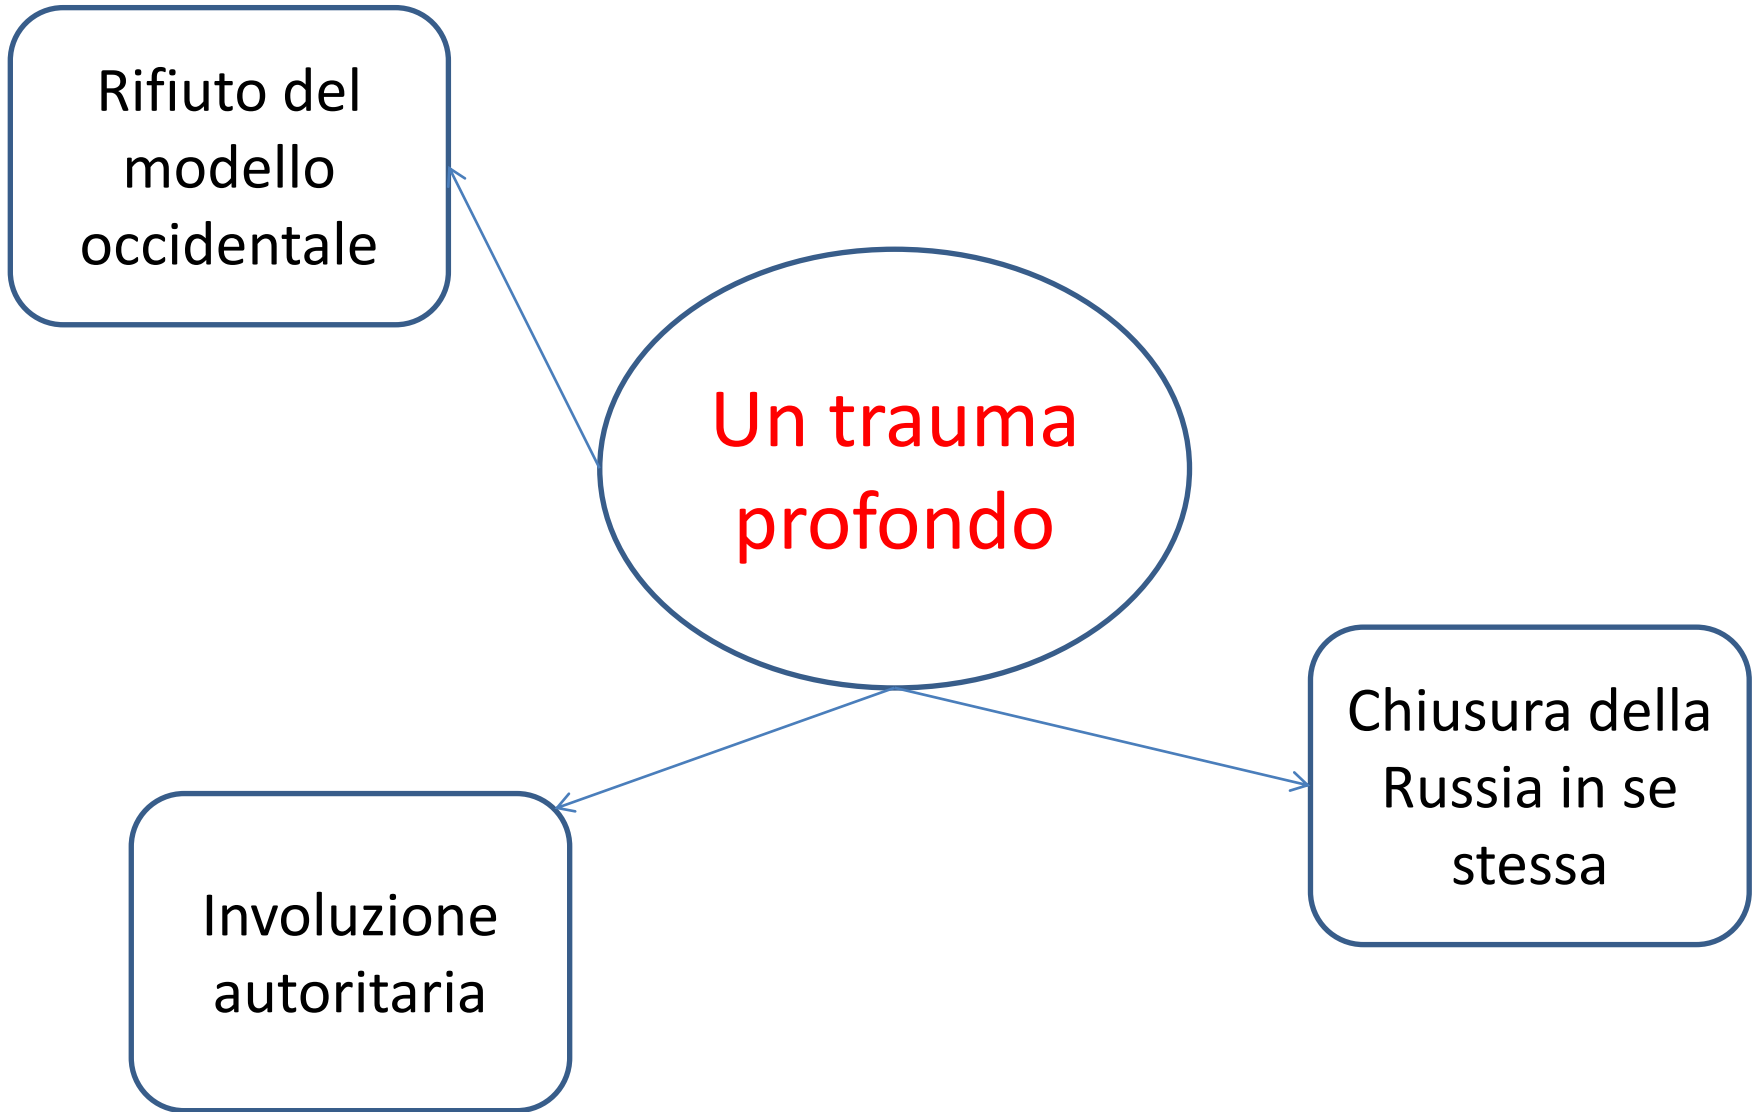 Rifiuto del
modello
occidentale
Un trauma
profondo
Chiusura della
Russia in se
stessa
Involuzione
autoritaria